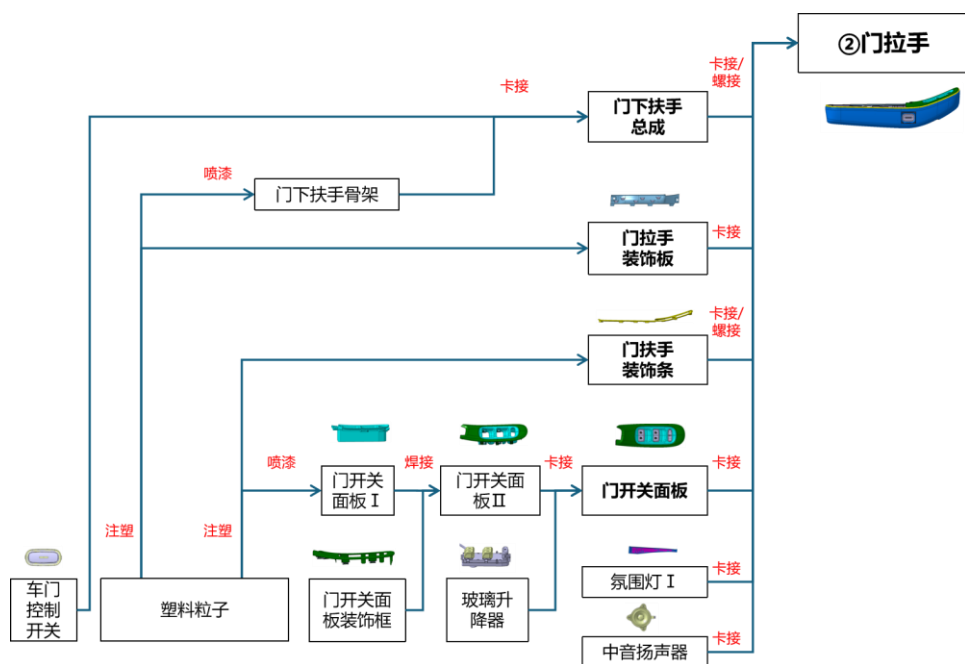 ②门拉手
卡接/
螺接
卡接
门下扶手
总成
喷漆
门下扶手骨架
门拉手
装饰板
卡接
卡接/
螺接
门扶手
装饰条
喷漆
焊接
卡接
卡接
门开关
面板Ⅰ
门开关面
板Ⅱ
门开关面板
注塑
注塑
车门
控制
开关
塑料粒子
门开关面
板装饰框
玻璃升
降器
氛围灯Ⅰ
卡接
中音扬声器
卡接